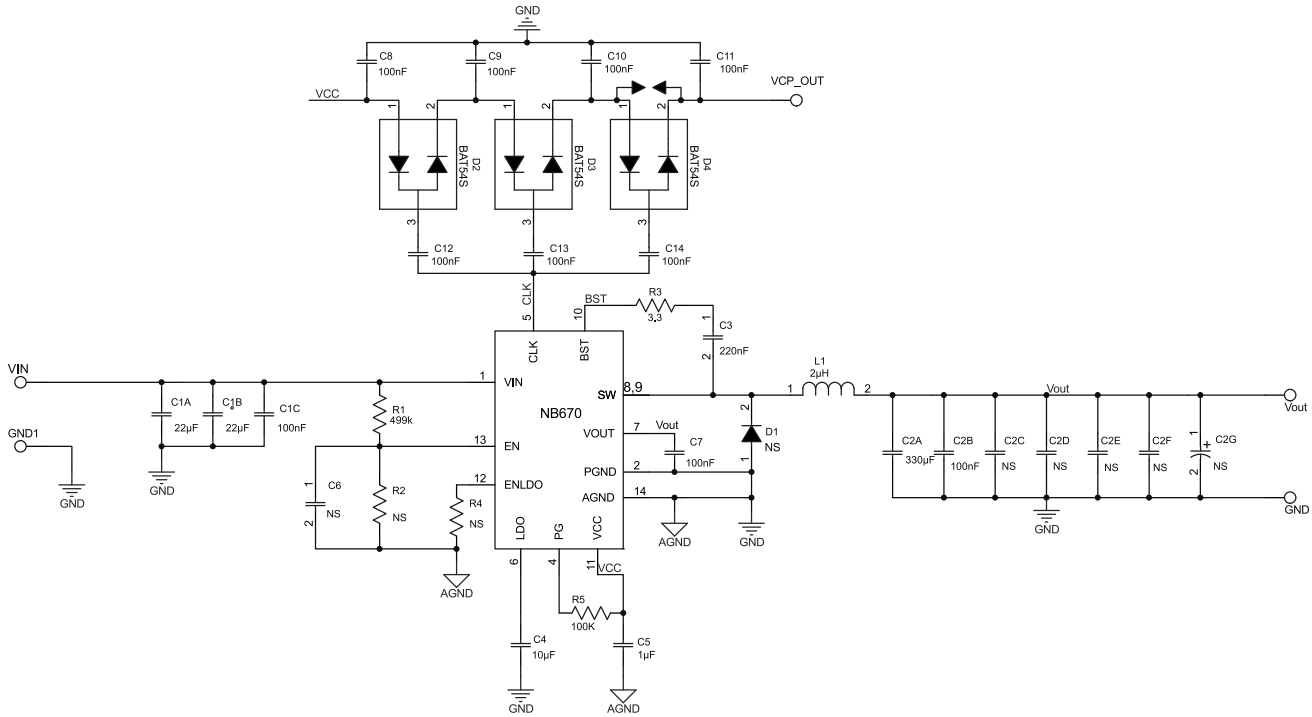 GND
C8
100nF
C9
100nF
C10
100nF
C11
100nF
VCC
VCP_OUT
1
2
1
2
1
2
D2
BAT54S
D3
BAT54S
D4
BAT54S
3
3
3
C12
100nF
C13
100nF
C14
100nF
CLK
5
BST
10
R3
3.3
1
C3
220nF
2
VIN
C1A
22µF
C1B
22µF
C1C
100nF
R1
499k
GND1
GND
GND
1
VIN
CLK
BST
SW
8,9
NB670
13
EN
VOUT
7
Vout
C7
100nF
12
ENLDO
PGND
2
AGND
14
LDO
PG
VCC
1
C6
2
NS
R2
NS
R4
NS
AGND
2
D1
NS
1
AGND
GND
L1
2µH
1
2
Vout
Vout
C2A
330µF
C2B
100nF
C2C
NS
C2D
NS
C2E
NS
C2F
NS
1
+
C2G
NS
2
GND
GND
6
4
11
VCC
R5
100K
C4
10µF
C5
1µF
GND
AGND